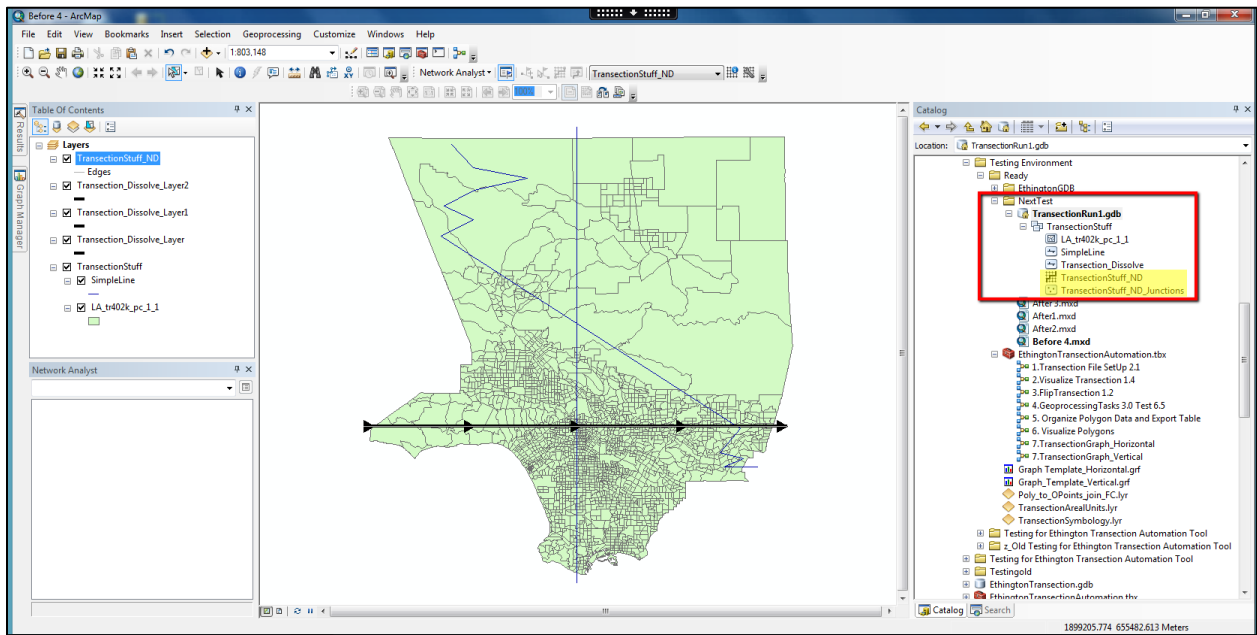 Before 4 - ArcMap
File Edit View Bookmarks Insert Selection Geoprocessing Customize Windows Help
1:803,148
Network Analyst
TransectionStuff_ND
100%
Table Of Contents
Results
Graph Manager
Layers
TransectionStuff_ND
Edges
Transection_Dissolve_Layer2
Transection_Dissolve_Layer1
Transection_Dissolve_Layer
TransectionStuff
SimpleLine
LA_tr402k_pc_1_1
Network Analyst
Catalog
Location: TransectionRun1.gdb
Testing Environment
Ready
EthingtonGDB
NextTest
TransectionRun1.gdb
TransectionStuff
LA_tr402k_pc_1_1
SimpleLine
Transection_Dissolve
TransectionStuff_ND
TransectionStuff_ND_Junctions
After 3.mxd
After1.mxd
After2.mxd
Before 4.mxd
EthingtonTransectionAutomation.tbx
1.Transection File SetUp 2.1
2.Visualize Transection 1.4
3.FlipTransection 1.2
4.GeoprocessingTasks 3.0 Test 6.5
5. Organize Polygon Data and Export Table
6. Visualize Polygons
7.TransectionGraph_Horizontal
7.TransectionGraph_Vertical
Graph Template_Horizontal.grf
Graph_Template_Vertical.grf
Poly_to_OPoints_join_FC.lyr
TransectionArealUnits.lyr
TransectionSymbology.lyr
Testing for Ethington Transection Automation Tool
z_Old Testing for Ethington Transection Automation Tool
Testing for Ethington Transection Automation Tool
Testingold
EthingtonTransection.gdb
EthingtonTransectionAutomation.tbx
Catalog Search
1899205.774 655482.613 Meters